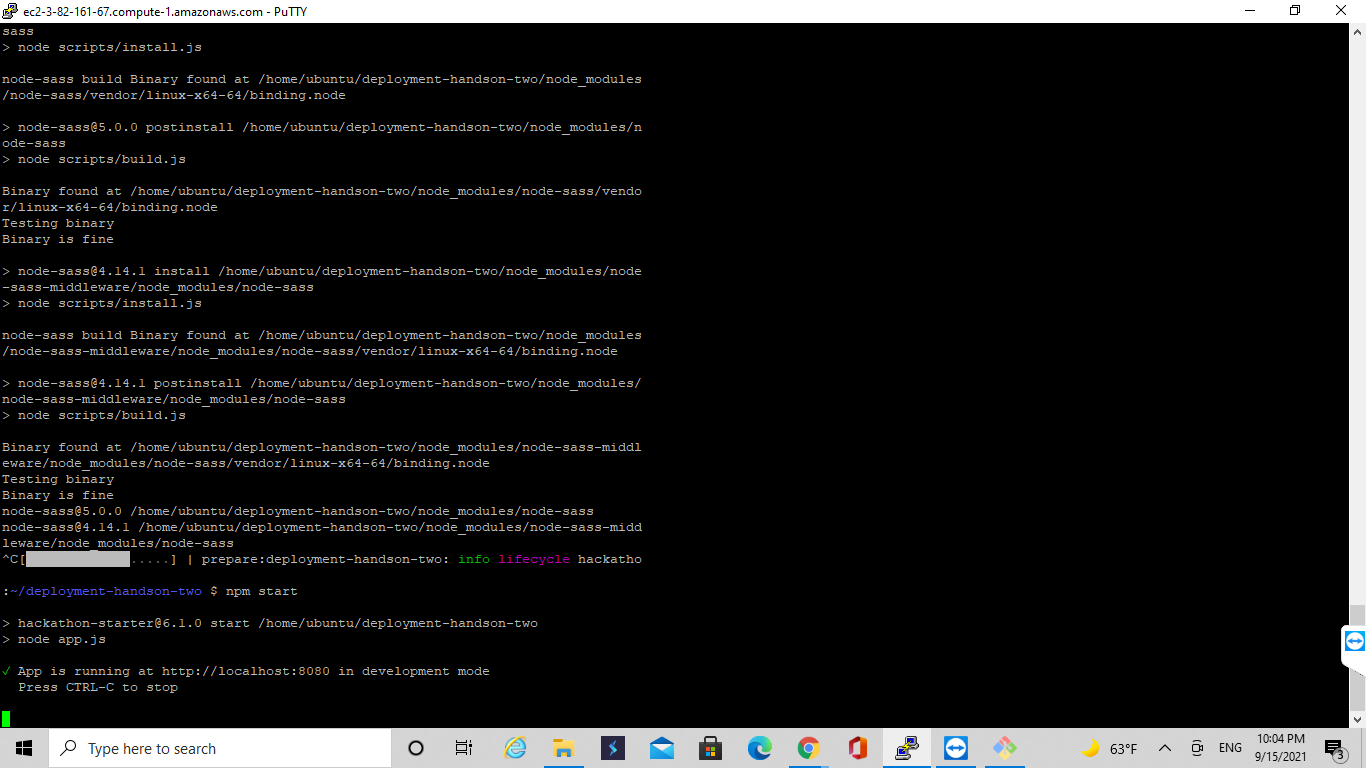 ec2-3-82-161-67.compute-1.amazonaws.com - PuTTY
sass
> node scripts/install.js
node-sass build Binary found at /home/ubuntu/deployment-handson-two/node_modules
/node-sass/vendor/linux-x64-64/binding.node
> node-sass@5.0.0 postinstall /home/ubuntu/deployment-handson-two/node_modules/n
ode-sass
> node scripts/build.js
Binary found at /home/ubuntu/deployment-handson-two/node_modules/node-sass/vendo
r/linux-x64-64/binding.node
Testing binary
Binary is fine
> node-sass@4.14.1 install /home/ubuntu/deployment-handson-two/node_modules/node
-sass-middleware/node_modules/node-sass
> node scripts/install.js
node-sass build Binary found at /home/ubuntu/deployment-handson-two/node_modules
/node-sass-middleware/node_modules/node-sass/vendor/linux-x64-64/binding.node
> node-sass@4.14.1 postinstall /home/ubuntu/deployment-handson-two/node_modules/
node-sass-middleware/node_modules/node-sass
> node scripts/build.js
Binary found at /home/ubuntu/deployment-handson-two/node_modules/node-sass-middl
eware/node_modules/node-sass/vendor/linux-x64-64/binding.node
Testing binary
Binary is fine
node-sass@5.0.0 /home/ubuntu/deployment-handson-two/node_modules/node-sass
node-sass@4.14.1 /home/ubuntu/deployment-handson-two/node_modules/node-sass-midd
leware/node_modules/node-sass
^C[.....] | prepare:deployment-handson-two: info lifecycle hackatho
:~/deployment-handson-two $ npm start
> hackathon-starter@6.1.0 start /home/ubuntu/deployment-handson-two
> node app.js
✓ App is running at http://localhost:8080 in development mode
Press CTRL-C to stop
Type here to search
63°F
ENG
10:04 PM
9/15/2021
3